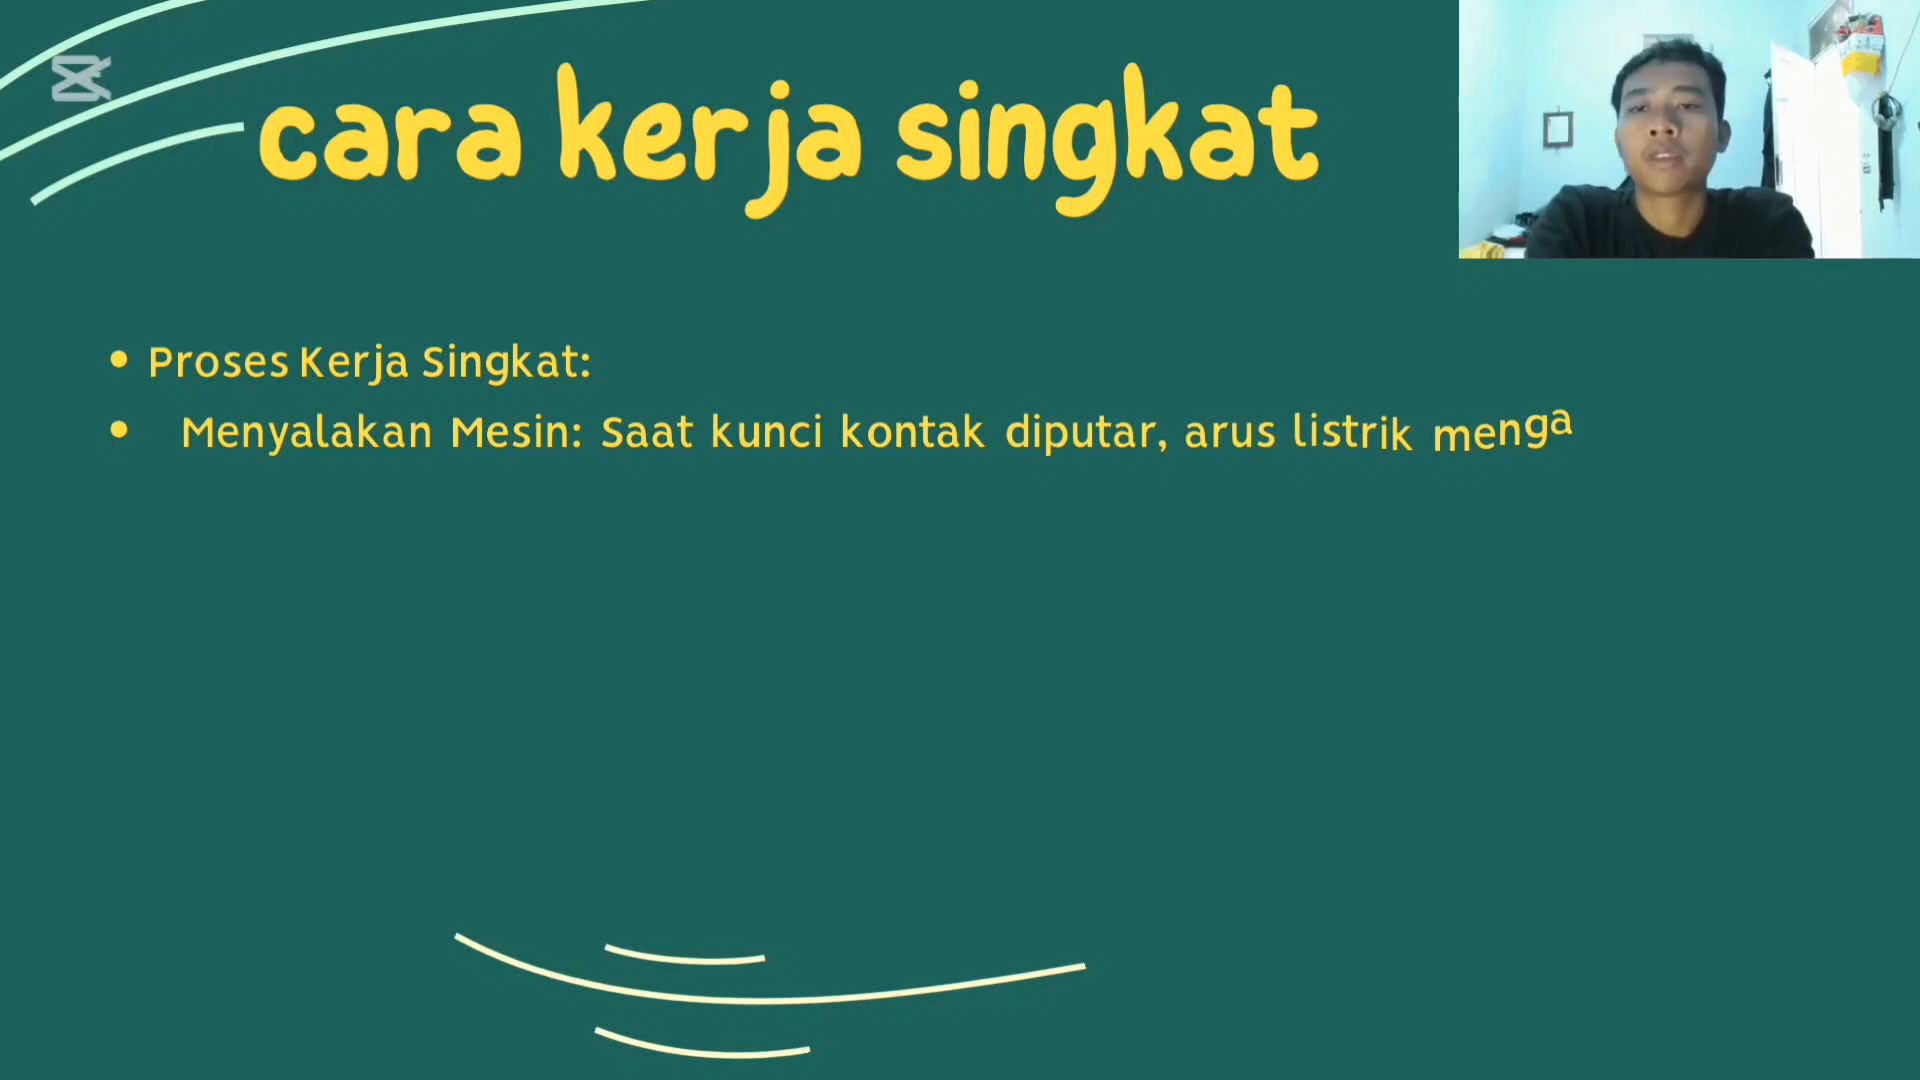 cara kerja singkat
• Proses Kerja Singkat:
• Menyalakan Mesin: Saat kunci kontak diputar, arus listrik menga